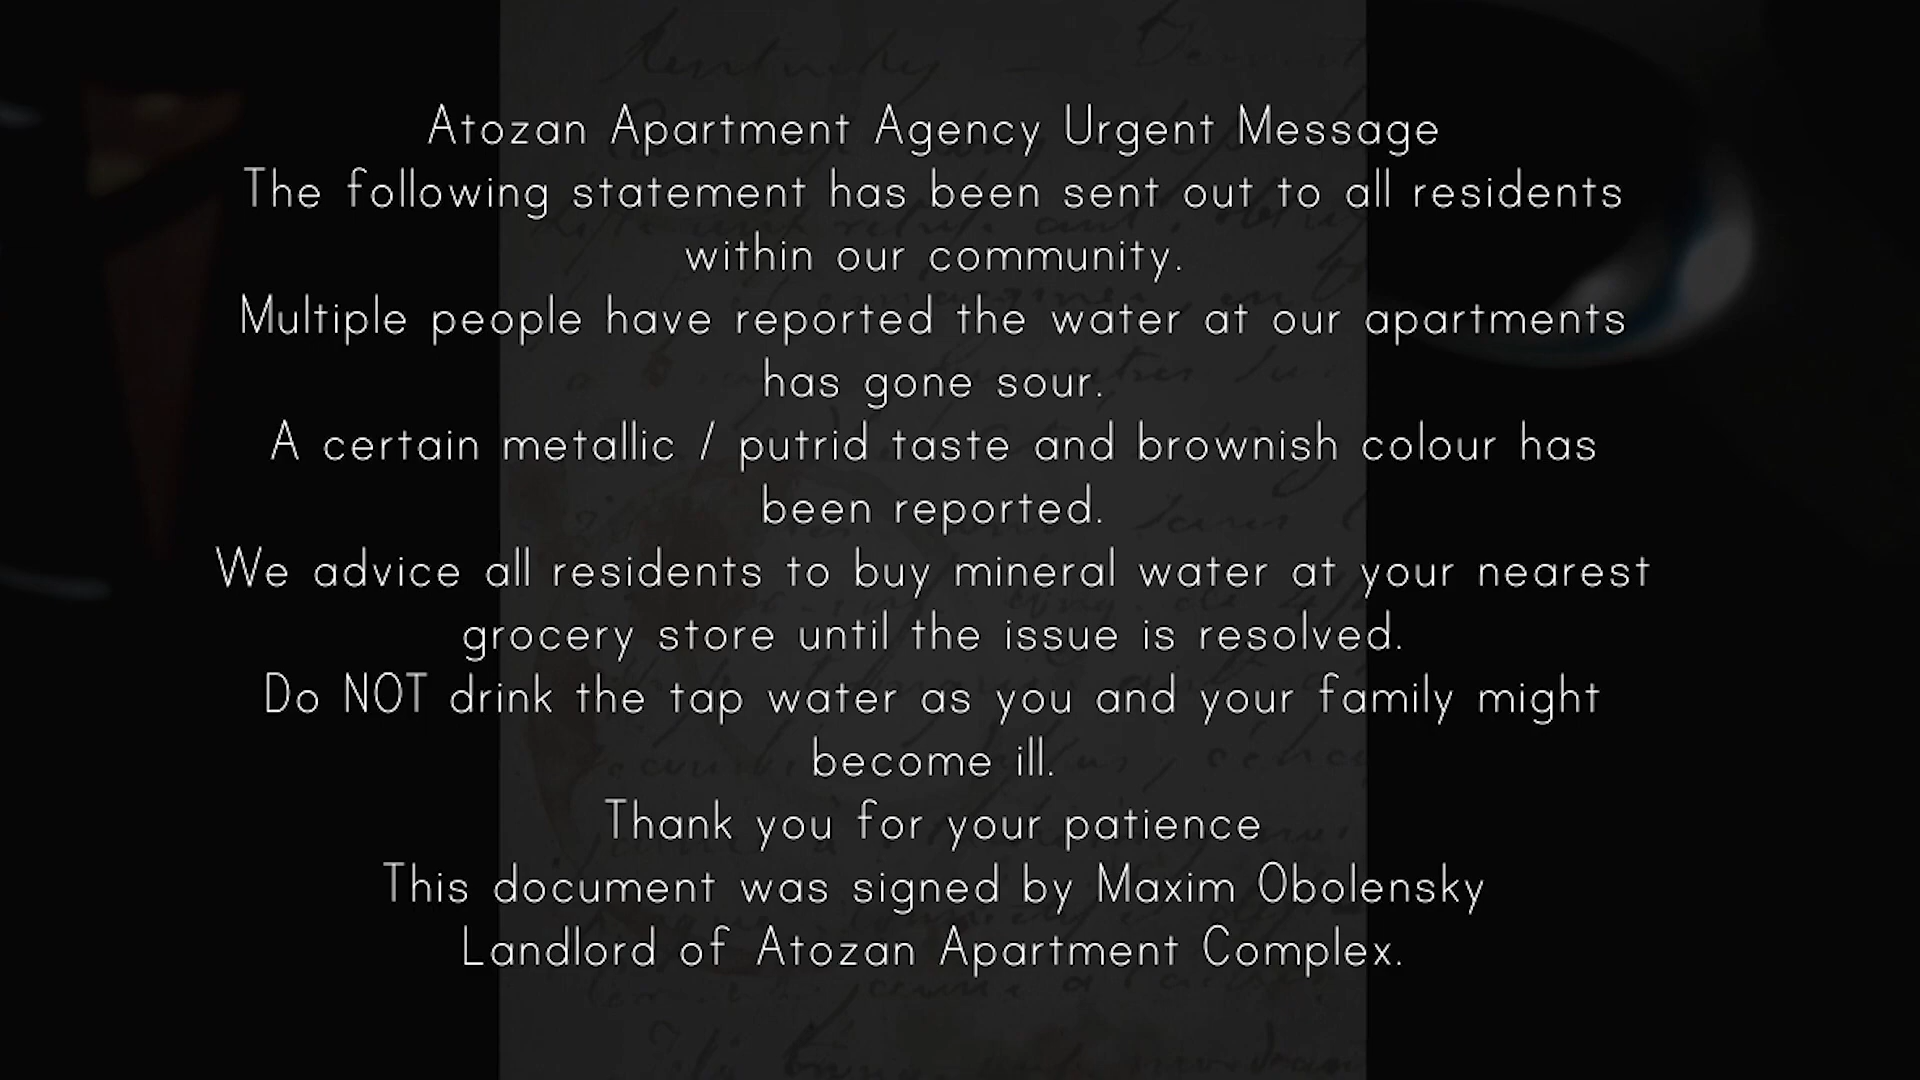 Atozan Apartment Agency Urgent Message
The following statement has been sent out to all residents
within our community.
Multiple people have reported the water at our apartments
has gone sour.
A certain metallic / putrid taste and brownish colour has
been reported.
We advice all residents to buy mineral water at your nearest
grocery store until the issue is resolved.
Do NOT drink the tap water as you and your family might
become ill.
Thank you for your patience
This document was signed by Maxim Obolensky
Landlord of Atozan Apartment Complex.